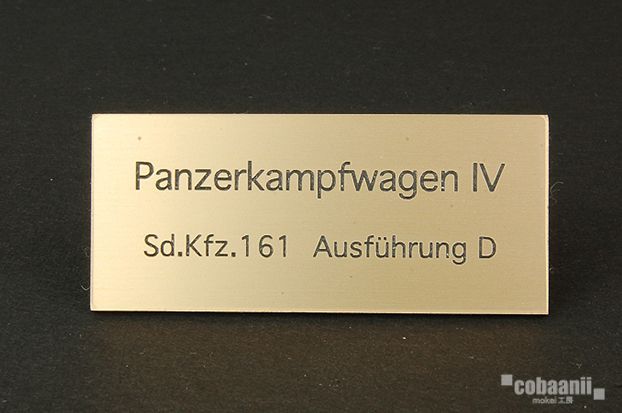 Panzerkampfwagen IV
Sd.Kfz.161 Ausführung D
cobaanii
mokei 工房